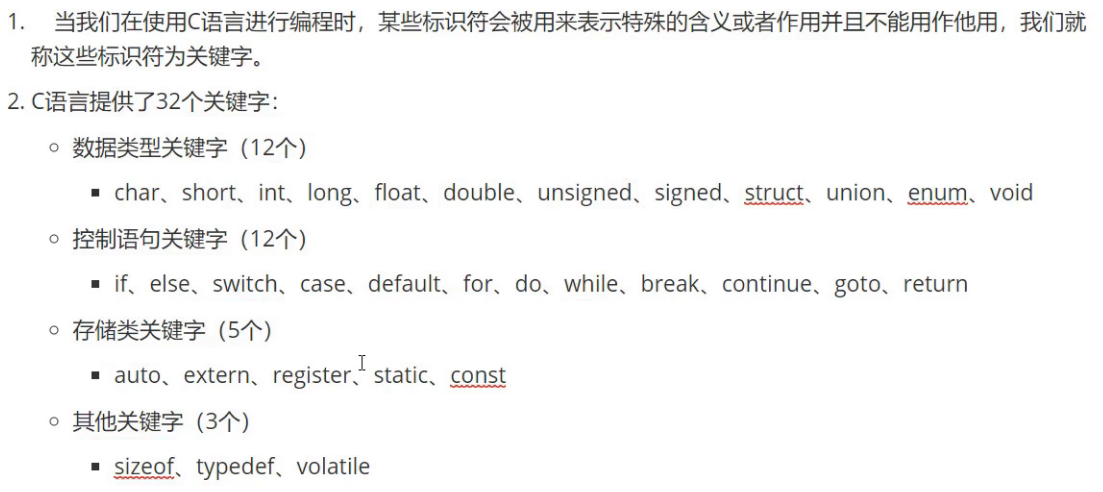 1. 当我们在使用C语言进行编程时，某些标识符会被用来表示特殊的含义或者作用并且不能用作他用，我们就
称这些标识符为关键字。
2. C语言提供了32个关键字：
数据类型关键字（12个）
char、short、int、long、float、double、unsigned、signed、struct、union、enum、void
控制语句关键字（12个）
if、else、switch、case、default、for、do、while、break、continue、goto、return
存储类关键字（5个）
auto、extern、register、static、const
其他关键字（3个）
sizeof、typedef、volatile